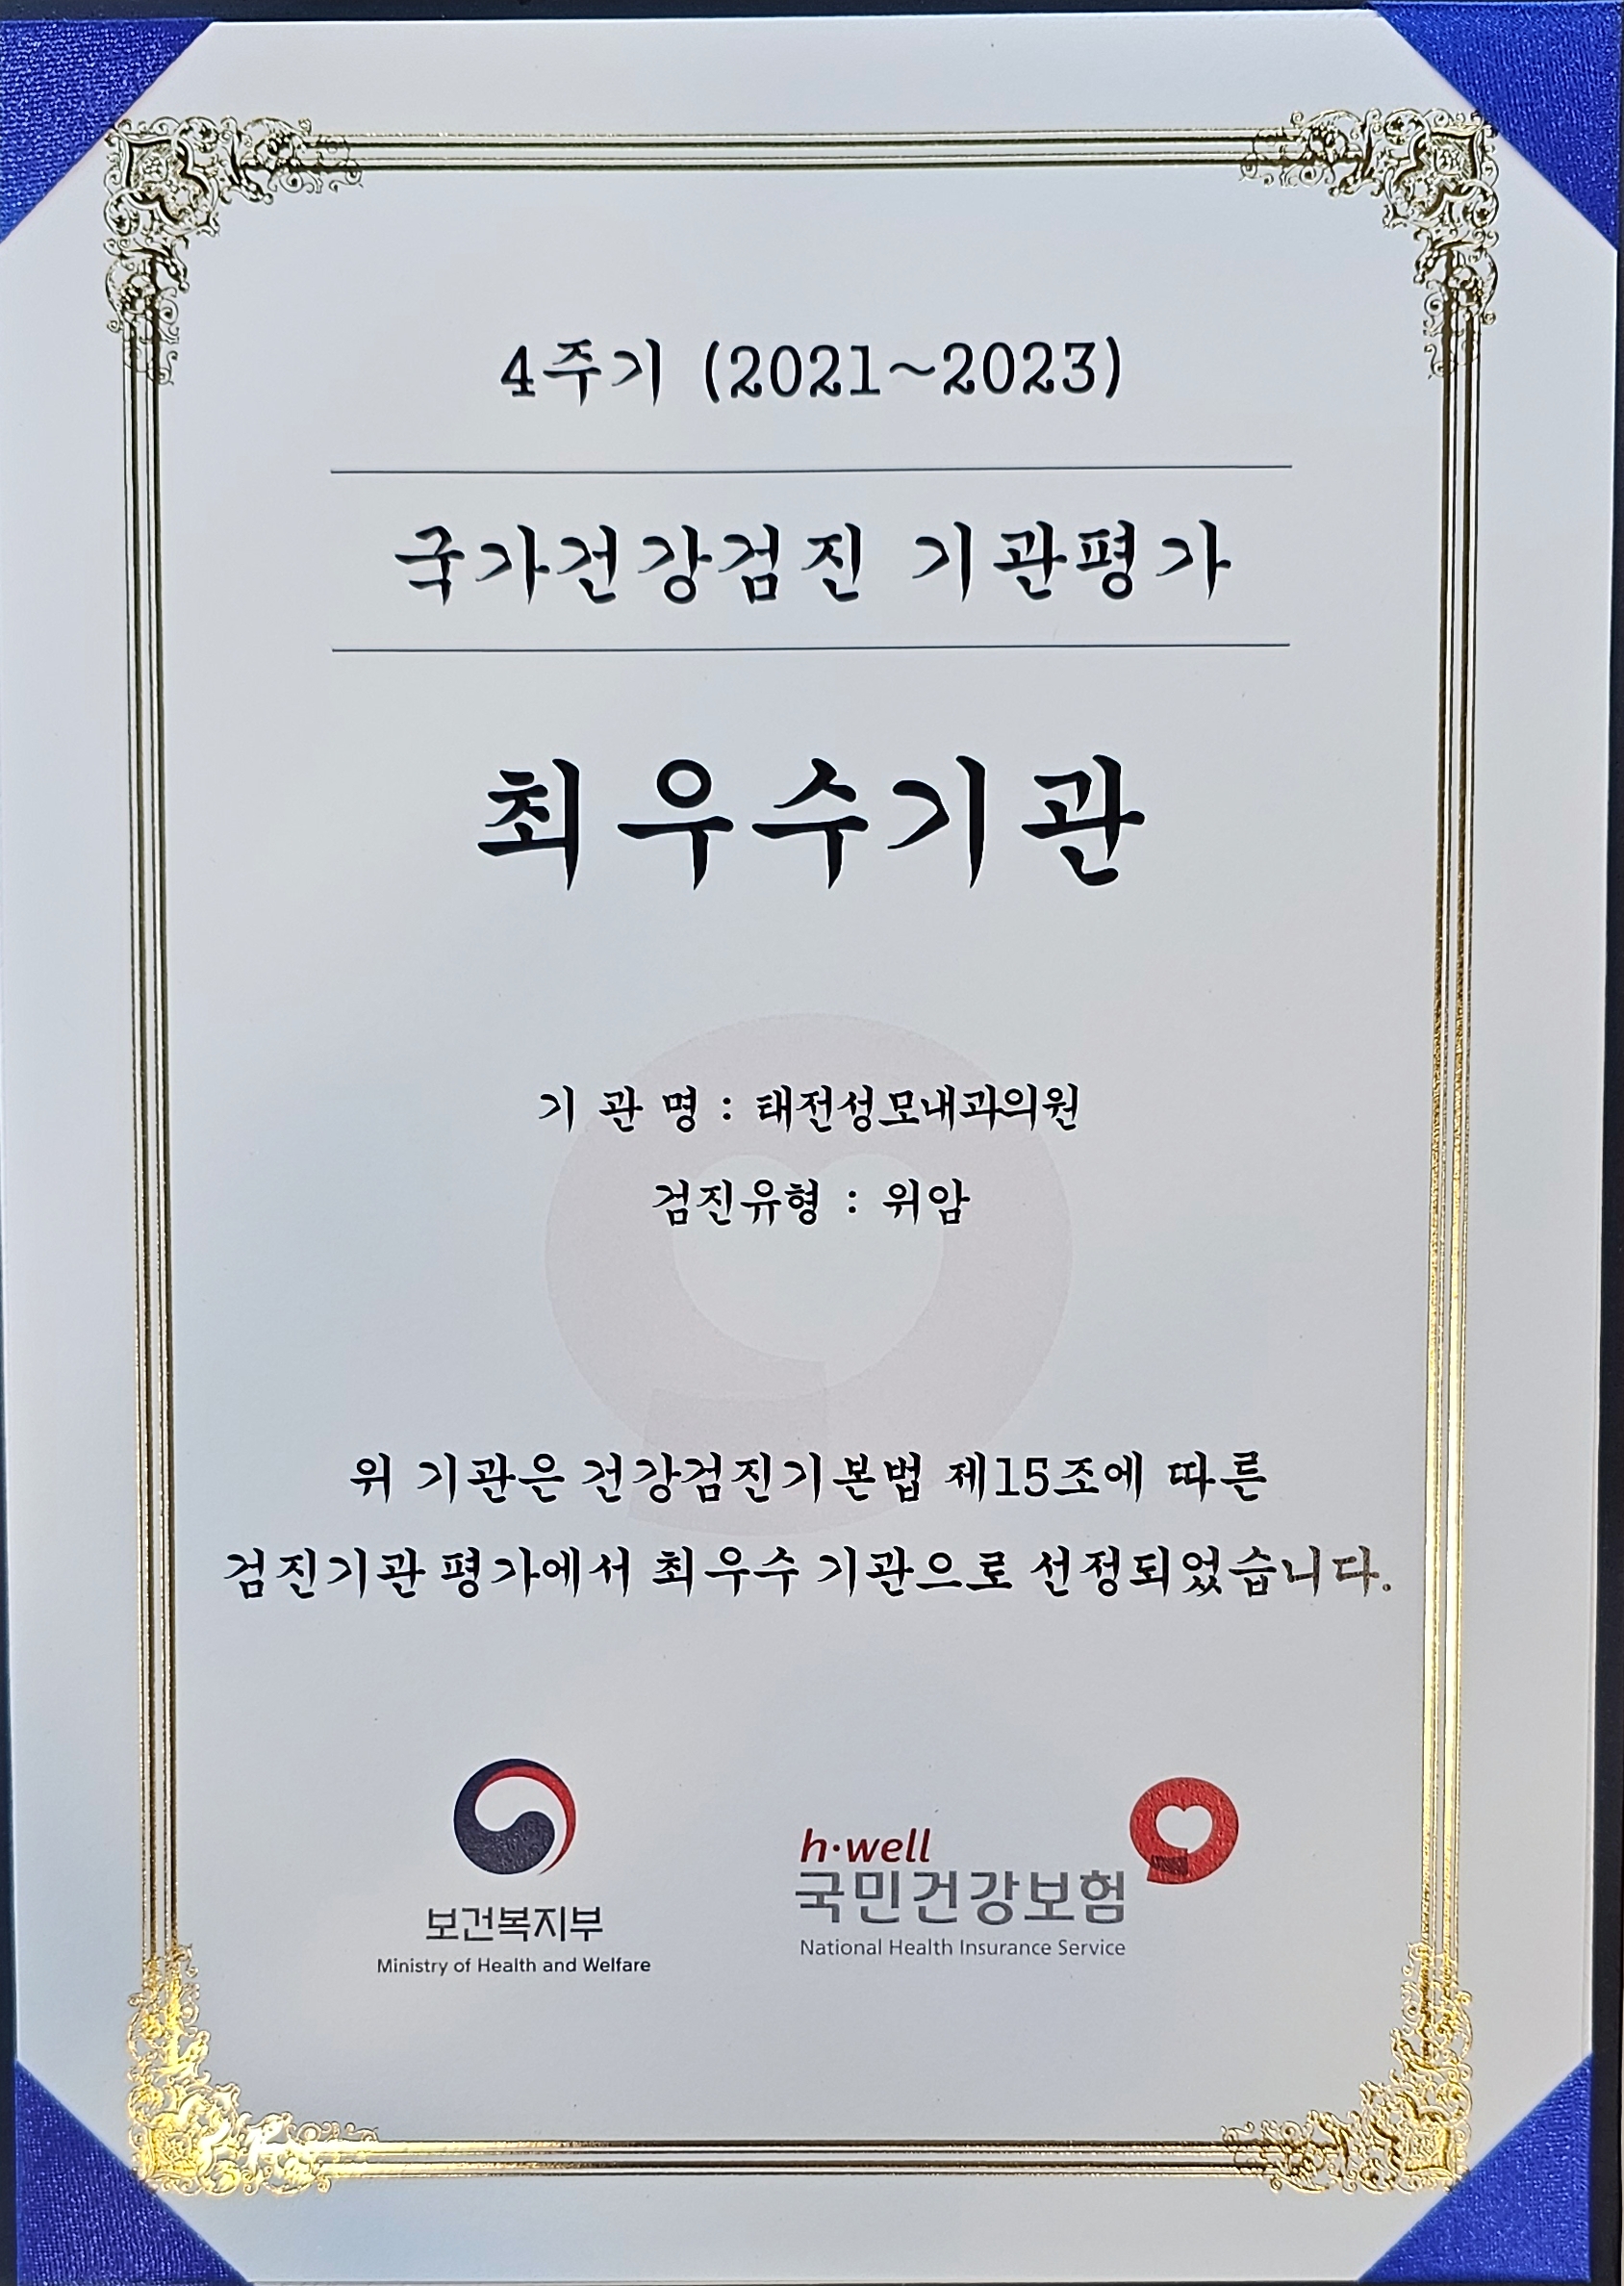 4주기 (2021~2023)
국가건강검진 기관평가
최우수기관
기 관 명 : 태전성모내과의원
검진유형 : 위암
위 기관은 건강검진기본법 제15조에 따른
검진기관 평가에서 최우수 기관으로 선정되었습니다.
보건복지부
Ministry of Health and Welfare
h·well
국민건강보험
National Health Insurance Service